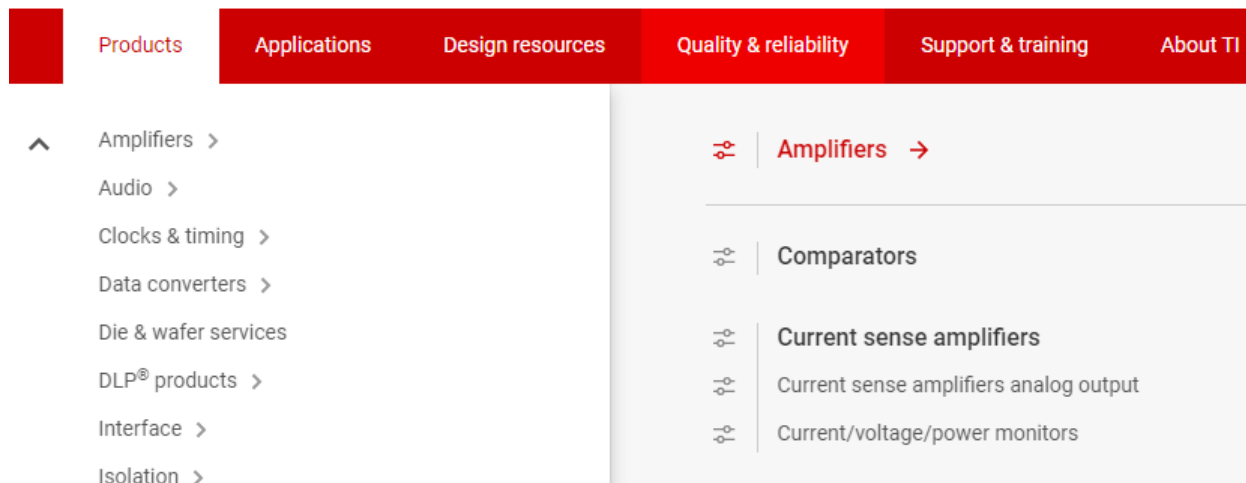 Products Applications Design resources Quality & reliability Support & training About TI
Amplifiers
Audio
Clocks & timing
Data converters
Die & wafer services
DLP® products
Interface
Isolation
Amplifiers
Comparators
Current sense amplifiers
Current sense amplifiers analog output
Current/voltage/power monitors